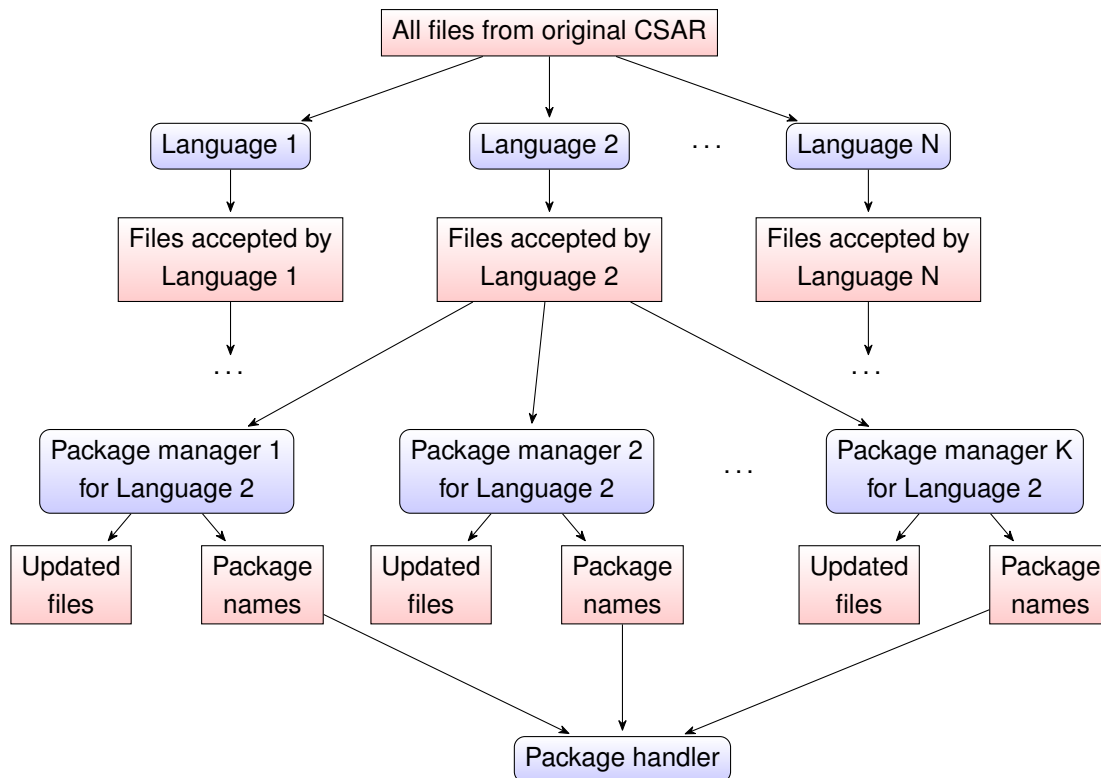 All files from original CSAR
Language 1
Language 2
...
Language N
Files accepted by
Language 1
Files accepted by
Language 2
Files accepted by
Language N
...
...
Package manager 1
for Language 2
Package manager 2
for Language 2
...
Package manager K
for Language 2
Updated
files
Package
names
Updated
files
Package
names
Updated
files
Package
names
Package handler